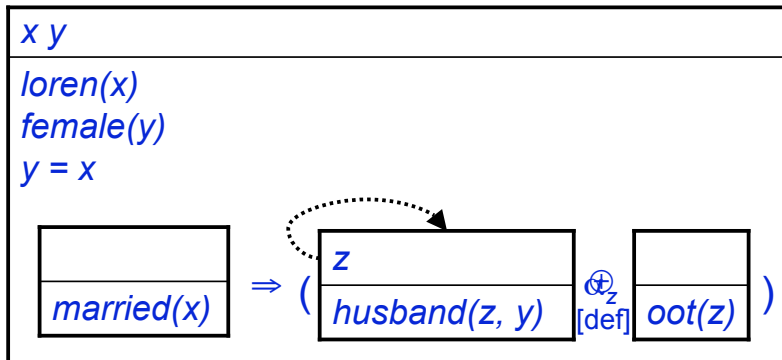 x y
loren(x)
female(y)
y = x
z
married(x) ⇒ ( husband(z, y) [def] oot(z) )